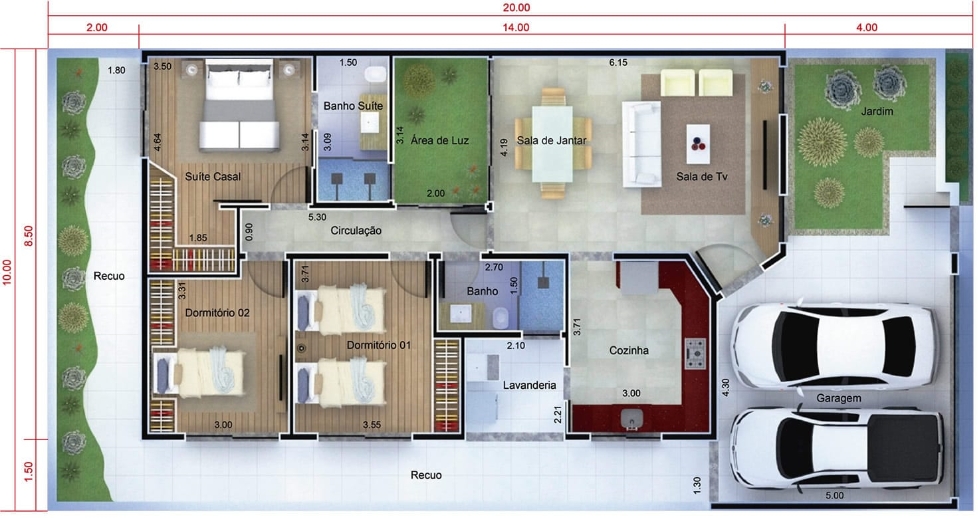 20.00
2.00
14.00
4.00
1.80
3.50
1.50
6.15
Banho Suíte
Jardim
4.64
3.14
3.09
3.14
Área de Luz
4.19
Sala de Jantar
Suíte Casal
Sala de Tv
2.00
5.30
0.90
Circulação
8.50
10.00
1.85
Recuo
3.31
3.71
2.70
Banho
1.50
Dormitório 02
Dormitório 01
3.71
Cozinha
2.10
Lavanderia
4.30
Garagem
3.00
3.55
2.21
3.00
1.50
Recuo
1.30
5.00